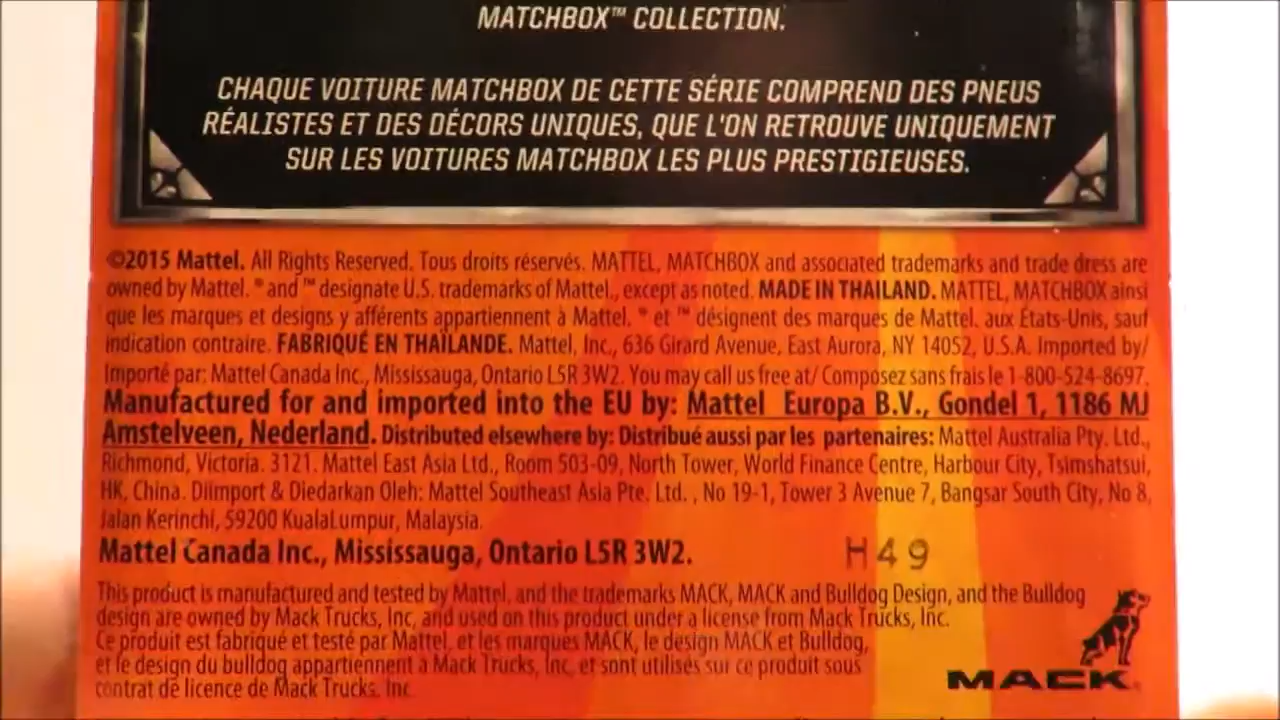 MATCHBOX™ COLLECTION.
CHAQUE VOITURE MATCHBOX DE CETTE SÉRIE COMPREND DES PNEUS
RÉALISTES ET DES DÉCORS UNIQUES, QUE L'ON RETROUVE UNIQUEMENT
SUR LES VOITURES MATCHBOX LES PLUS PRESTIGIEUSES.
©2015 Mattel. All Rights Reserved. Tous droits réservés. MATTEL, MATCHBOX and associated trademarks and trade dress are
owned by Mattel. ® and ™ designate U.S. trademarks of Mattel., except as noted. MADE IN THAILAND. MATTEL, MATCHBOX ainsi
que les marques et designs y afférents appartiennent à Mattel. ® et ™ désignent des marques de Mattel. aux États-Unis, sauf
indication contraire. FABRIQUÉ EN THAÏLANDE. Mattel, Inc., 636 Girard Avenue, East Aurora, NY 14052, U.S.A. Imported by/
Importé par: Mattel Canada Inc., Mississauga, Ontario L5R 3W2. You may call us free at/ Composez sans frais le 1-800-524-8697.
Manufactured for and imported into the EU by: Mattel Europa B.V., Gondel 1, 1186 MJ
Amstelveen, Nederland. Distributed elsewhere by: Distribué aussi par les partenaires: Mattel Australia Pty. Ltd.,
Richmond, Victoria. 3121. Mattel East Asia Ltd., Room 503-09, North Tower, World Finance Centre, Harbour City, Tsimshatsui,
HK, China. Diimport & Diedarkan Oleh: Mattel Southeast Asia Pte. Ltd. , No 19-1, Tower 3 Avenue 7, Bangsar South City, No 8,
Jalan Kerinchi, 59200 KualaLumpur, Malaysia.
Mattel Canada Inc., Mississauga, Ontario L5R 3W2.
H49
This product is manufactured and tested by Mattel, and the trademarks MACK, MACK and Bulldog Design, and the Bulldog
design are owned by Mack Trucks, Inc, and used on this product under a license from Mack Trucks, Inc.
Ce produit est fabriqué et testé par Mattel, et les marques MACK, le design MACK et Bulldog,
et le design du bulldog appartiennent à Mack Trucks, Inc, et sont utilisés sur ce produit sous
contrat de licence de Mack Trucks, Inc.
MACK